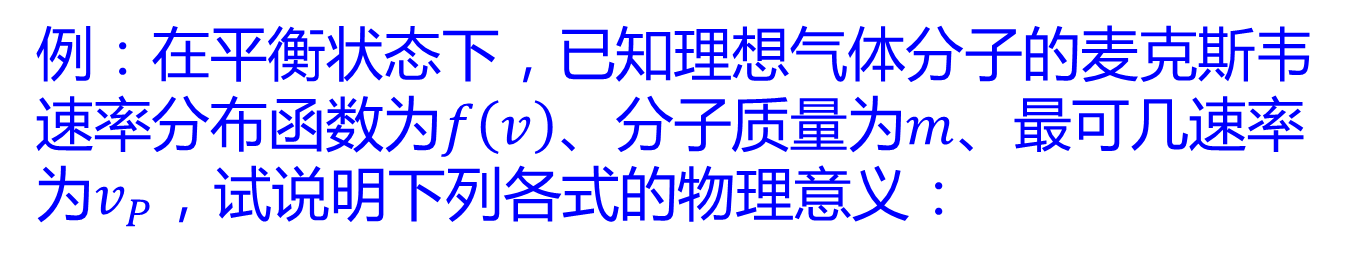 例：在平衡状态下，已知理想气体分子的麦克斯韦
速率分布函数为f(v)、分子质量为m、最可几速率
为v_P，试说明下列各式的物理意义：